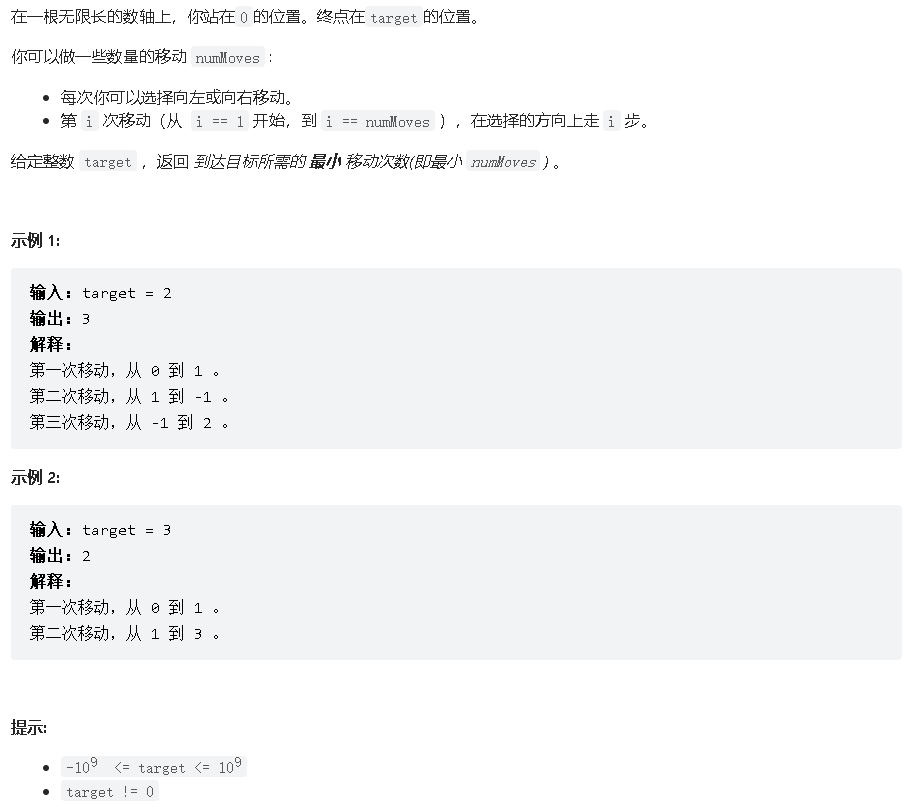 在一根无限长的数轴上，你站在 0 的位置。终点在 target 的位置。
你可以做一些数量的移动 numMoves :
每次你可以选择向左或向右移动。
第 i 次移动（从 i == 1 开始，到 i == numMoves ），在选择的方向上走 i 步。
给定整数 target ，返回 到达目标所需的 最小 移动次数(即最小 numMoves ) 。
示例 1:
输入: target = 2
输出: 3
解释:
第一次移动，从 0 到 1 。
第二次移动，从 1 到 -1 。
第三次移动，从 -1 到 2 。
示例 2:
输入: target = 3
输出: 2
解释:
第一次移动，从 0 到 1 。
第二次移动，从 1 到 3 。
提示:
-10⁹ <= target <= 10⁹
target != 0